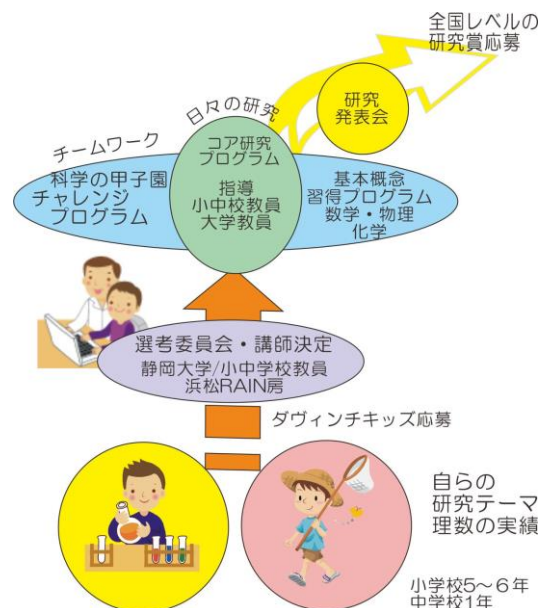 全国レベルの
研究賞応募
研究
発表会
日々の研究
チームワーク
コア研究
プログラム
指導
小中校教員
大学教員
科学の甲子園
チャレンジ
プログラム
基本概念
習得プログラム
数学・物理
化学
選考委員会・講師決定
静岡大学/小中学校教員
浜松RAIN房
ダヴィンチキッズ応募
自らの
研究テーマ
理数の実績
小学校5~6年
中学校1年